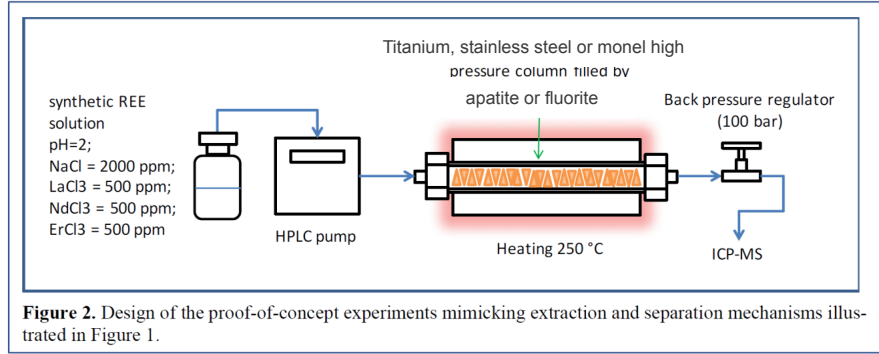 Titanium, stainless steel or monel high
pressure column filled by
apatite or fluorite
synthetic REE
solution
pH=2;
NaCl = 2000 ppm;
LaCl3 = 500 ppm;
NdCl3 = 500 ppm;
ErCl3 = 500 ppm
HPLC pump
Heating 250 °C
Back pressure regulator
(100 bar)
ICP-MS
Figure 2. Design of the proof-of-concept experiments mimicking extraction and separation mechanisms illus-
trated in Figure 1.